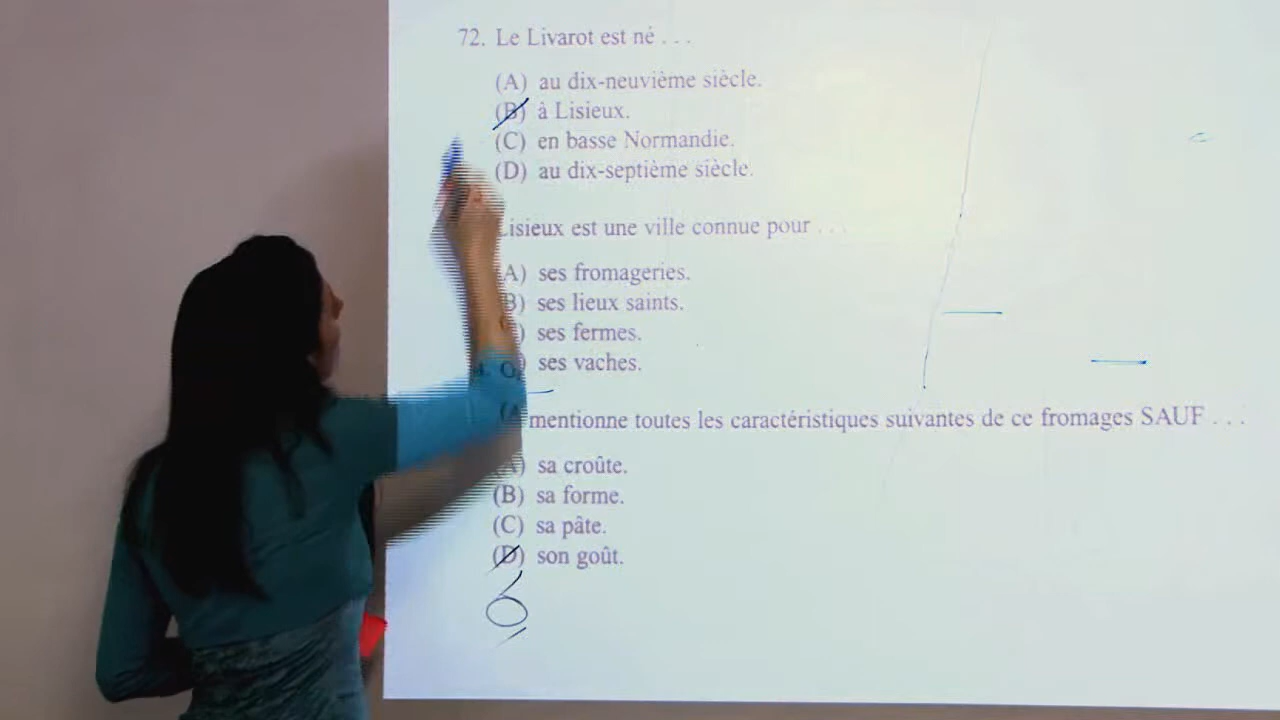 72. Le Livarot est né . . .
(A) au dix-neuvième siècle.
(B) à Lisieux.
(C) en basse Normandie.
(D) au dix-septième siècle.
Lisieux est une ville connue pour . . .
A) ses fromageries.
B) ses lieux saints.
) ses fermes.
) ses vaches.
mentionne toutes les caractéristiques suivantes de ce fromages SAUF . . .
A) sa croûte.
(B) sa forme.
(C) sa pâte.
(D) son goût.